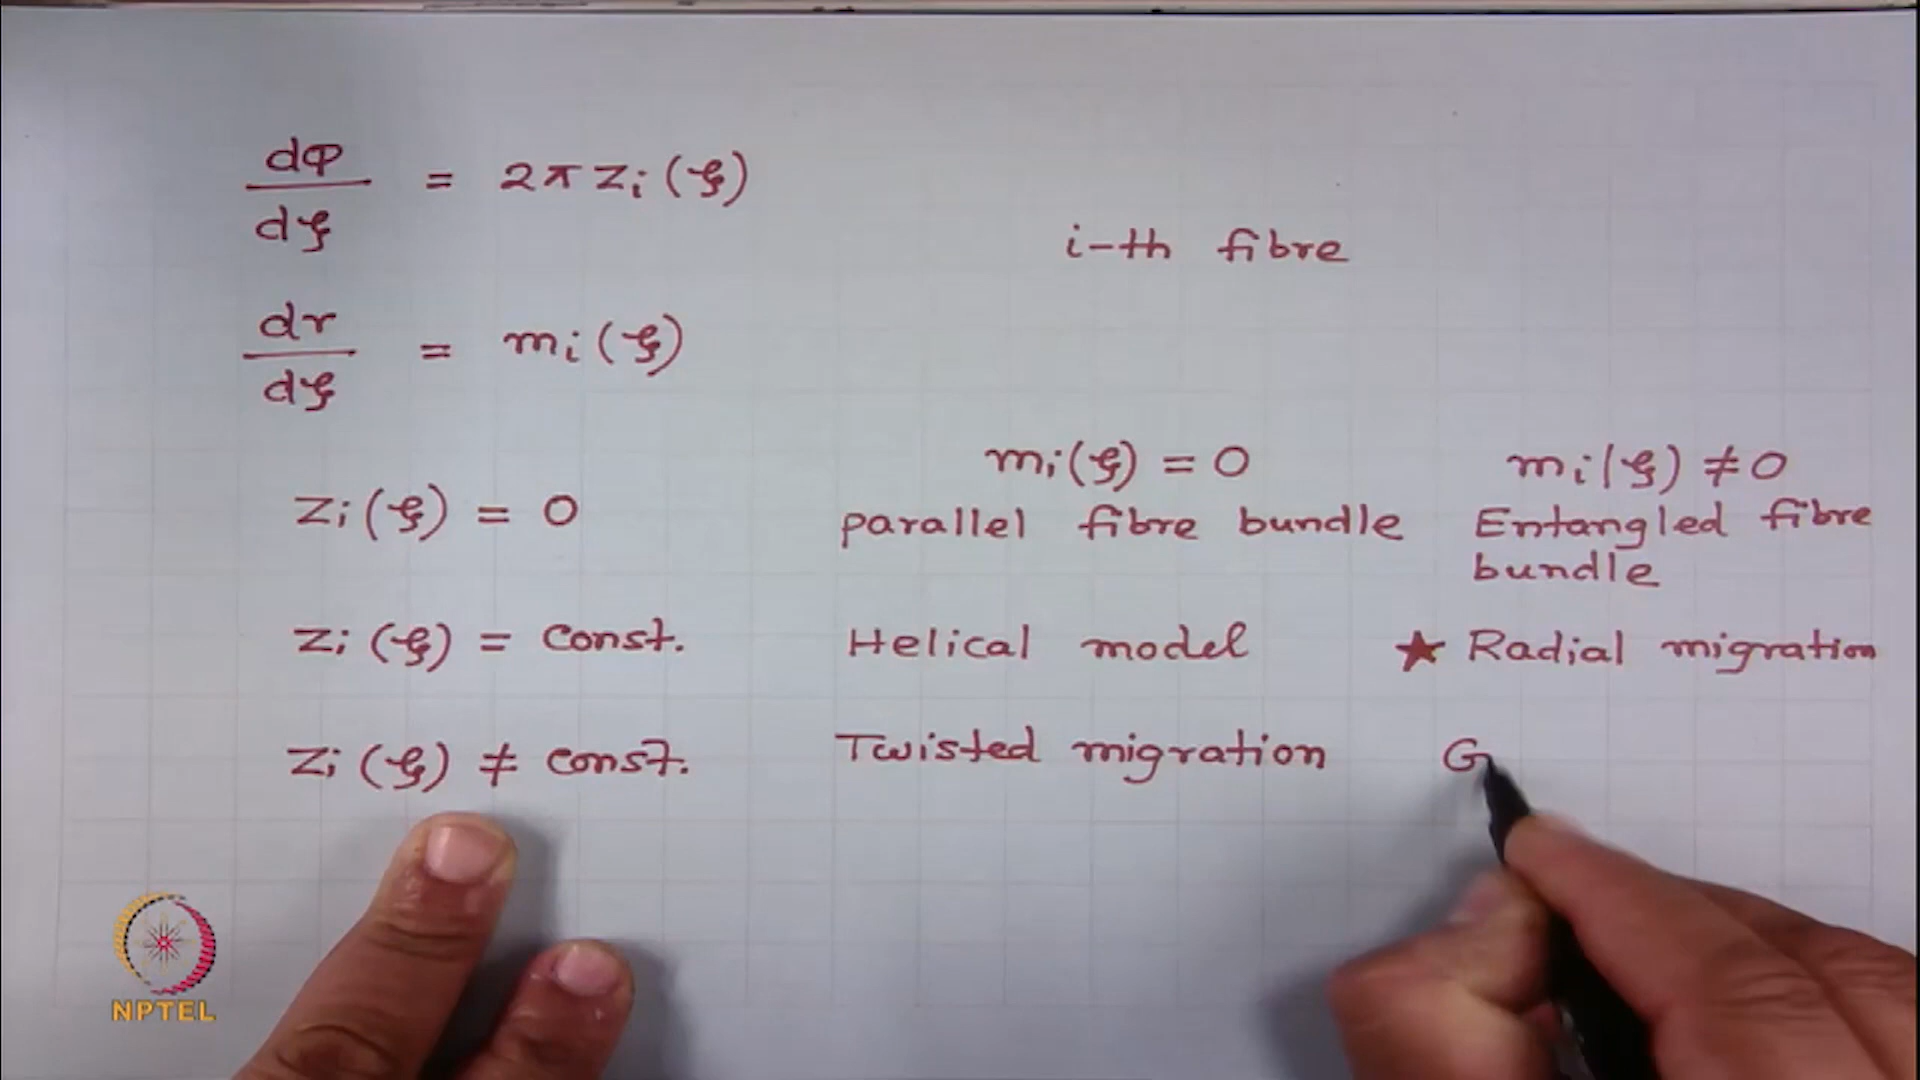 dφ
dξ
= 2π Zi (ξ)
i-th fibre
dr
dξ
= mi (ξ)
mi (ξ) = 0
mi (ξ) ≠ 0
Zi (ξ) = 0
parallel fibre bundle
Entangled fibre
bundle
Zi (ξ) = const.
Helical model
★ Radial migration
Zi (ξ) ≠ const.
Twisted migration
G
NPTEL